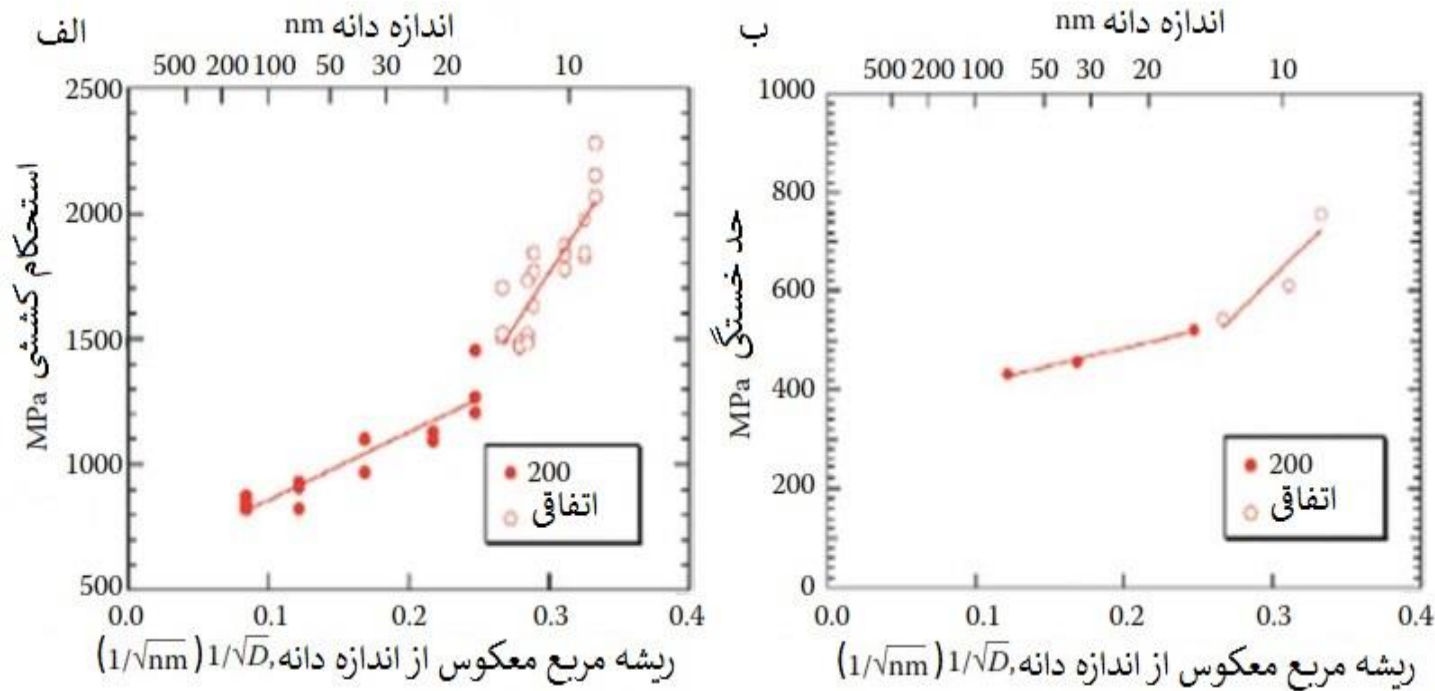 الف
اندازه دانه nm
500 200 100 50 30 20 10
استحکام کششی MPa
2500
2000
1500
1000
500
200
اتفاقی
0.0 0.1 0.2 0.3 0.4
ریشه مربع معکوس از اندازه دانه, 1/√D (1/√nm)
ب
اندازه دانه nm
500 200 100 50 30 20 10
حد خستگی MPa
1000
800
600
400
200
0
200
اتفاقی
0.0 0.1 0.2 0.3 0.4
ریشه مربع معکوس از اندازه دانه, 1/√D (1/√nm)